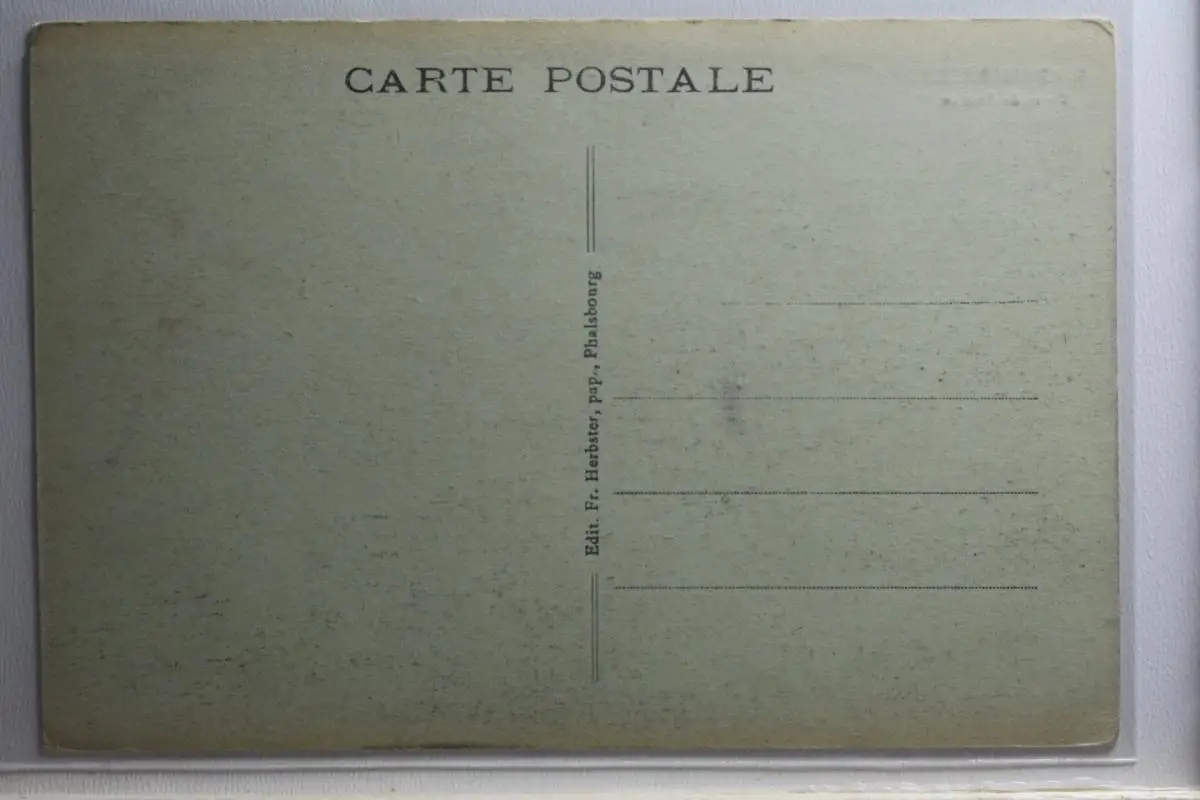 CARTE POSTALE
Edit. Fr. Herbster, pap., Phalsbourg